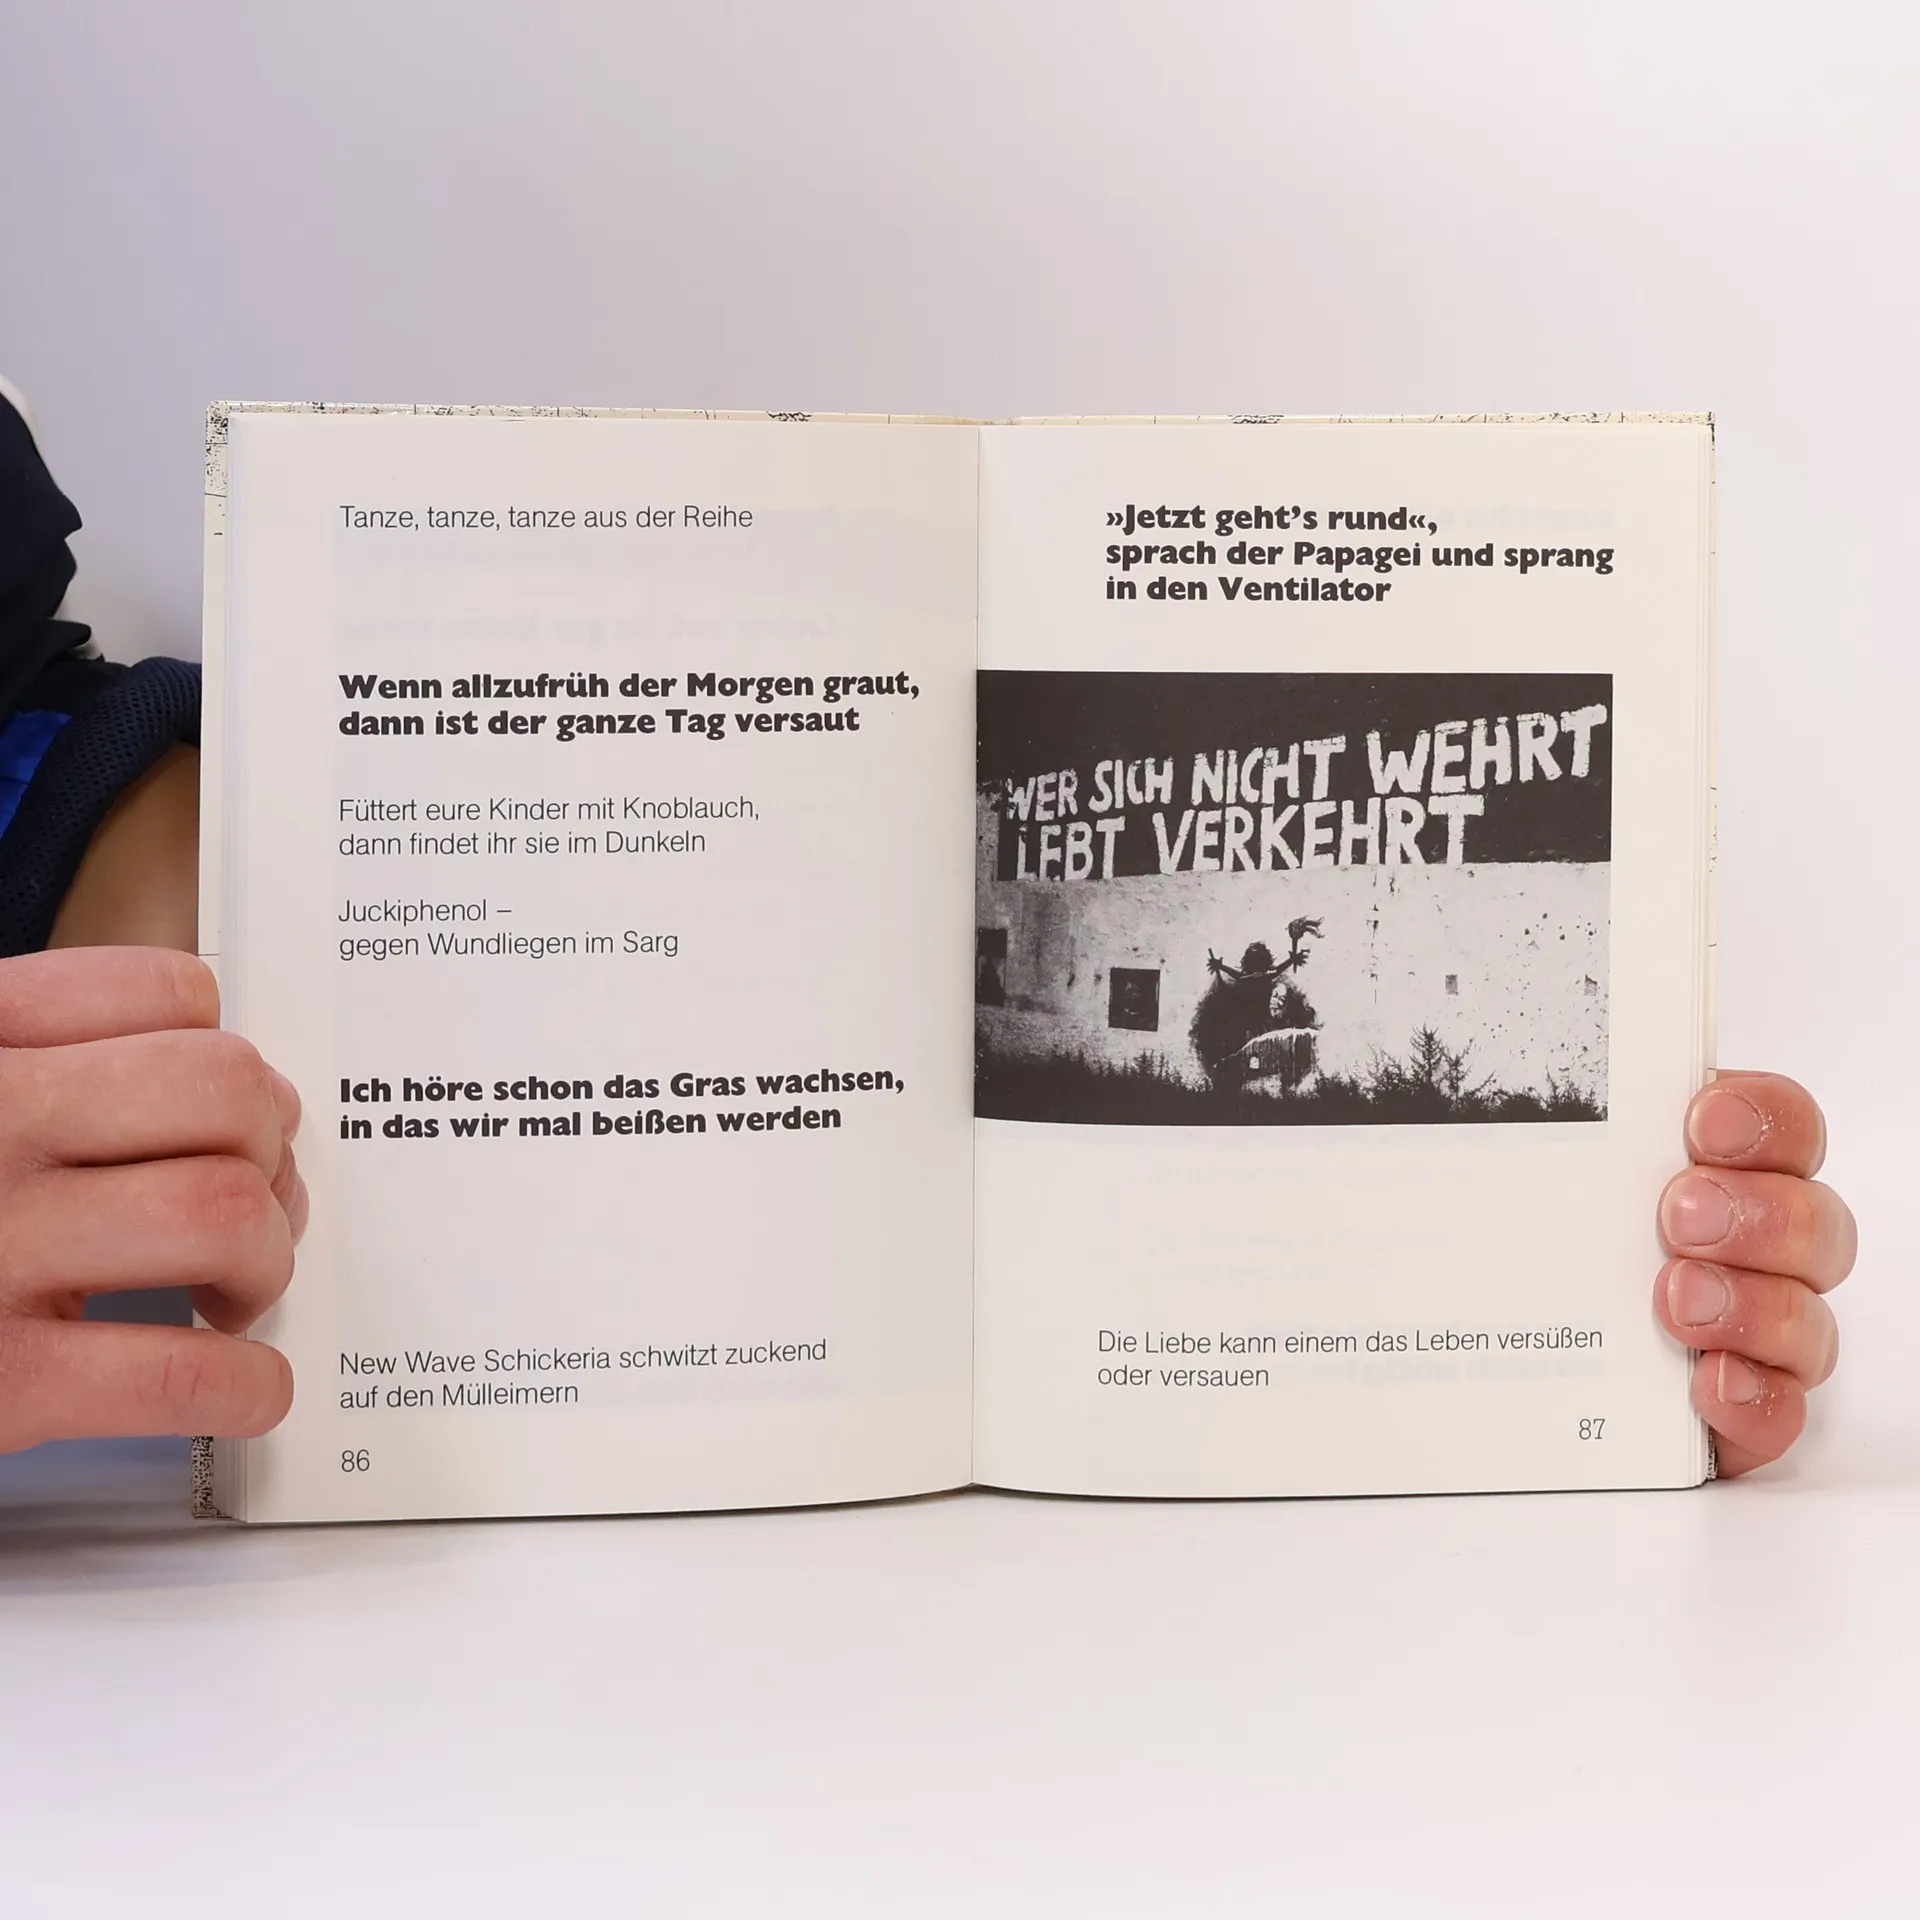 Tanze, tanze, tanze aus der Reihe
Wenn allzufrüh der Morgen graut,
dann ist der ganze Tag versaut
Füttert eure Kinder mit Knoblauch,
dann findet ihr sie im Dunkeln
Juckiphenol –
gegen Wundliegen im Sarg
Ich höre schon das Gras wachsen,
in das wir mal beißen werden
New Wave Schickeria schwitzt zuckend
auf den Mülleimern
86
»Jetzt geht's rund«,
sprach der Papagei und sprang
in den Ventilator
WER SICH NICHT WEHRT
LEBT VERKEHRT
Die Liebe kann einem das Leben versüßen
oder versauen
87